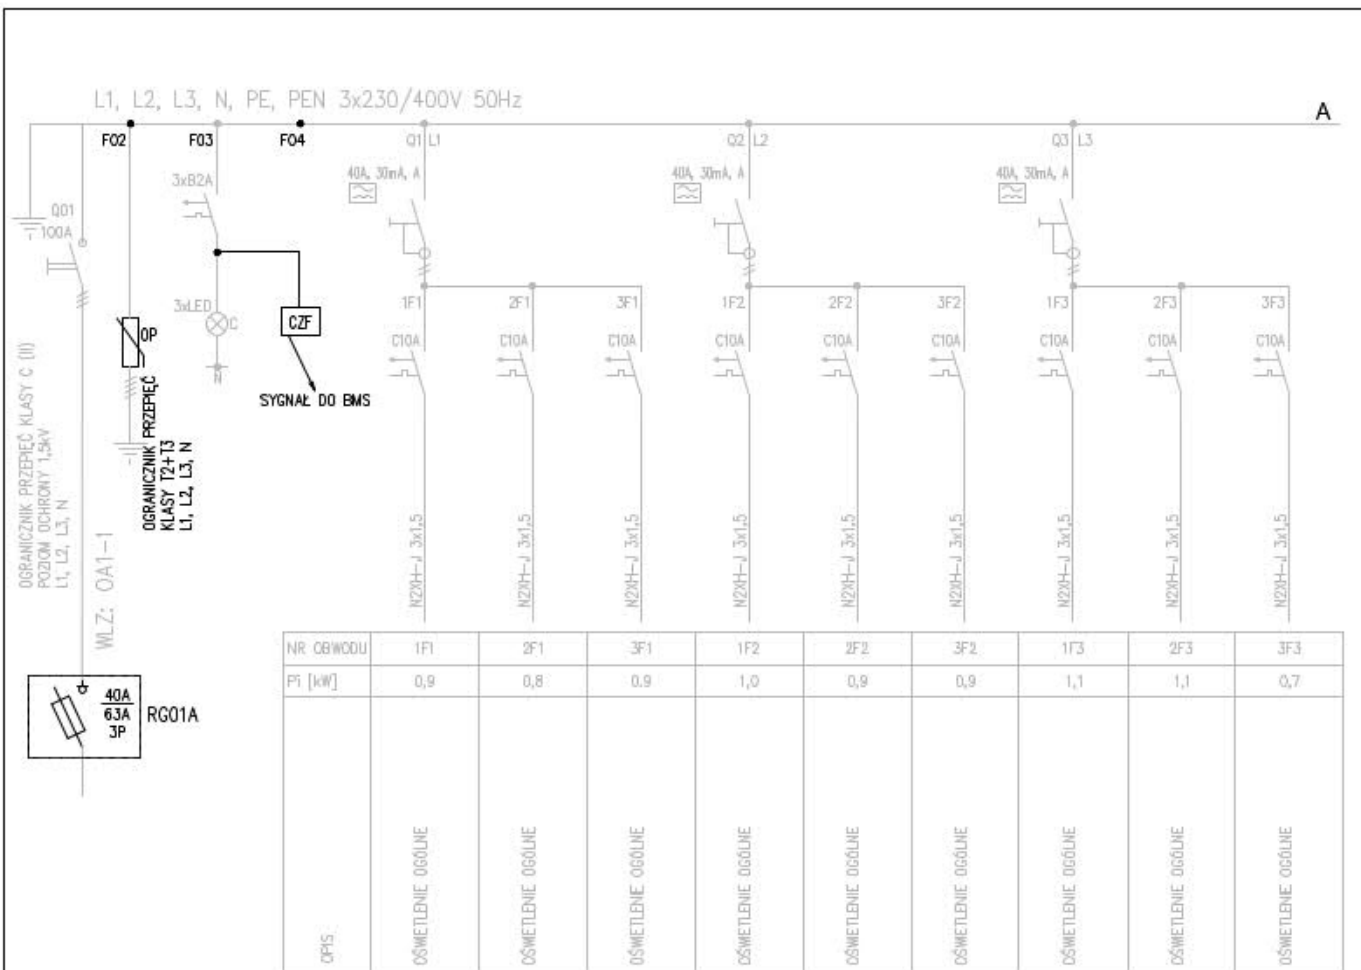 L1, L2, L3, N, PE, PEN 3x230/400V 50Hz
A
F02
F03
F04
Q1 L1
Q2 L2
Q3 L3
3xB2A
40A, 30mA, A
40A, 30mA, A
40A, 30mA, A
Q01
100A
3xLED
C
N
CZF
SYGNAŁ DO BMS
OP
1F1
2F1
3F1
1F2
2F2
3F2
1F3
2F3
3F3
C10A
C10A
C10A
C10A
C10A
C10A
C10A
C10A
C10A
OGRANICZNIK PRZEPIĘĆ KLASY C (II)
POZIOM OCHRONY 1,5kV
L1, L2, L3, N
OGRANICZNIK PRZEPIĘĆ
KLASY T2+T3
L1, L2, L3, N
WLZ: OA1-1
N2XH-J 3x1,5
N2XH-J 3x1,5
N2XH-J 3x1,5
N2XH-J 3x1,5
N2XH-J 3x1,5
N2XH-J 3x1,5
N2XH-J 3x1,5
N2XH-J 3x1,5
N2XH-J 3x1,5
40A
63A
3P
RG01A
NR OBWODU 1F1 2F1 3F1 1F2 2F2 3F2 1F3 2F3 3F3
Pi [kW] 0,9 0,8 0,9 1,0 0,9 0,9 1,1 1,1 0,7
OPIS
OŚWIETLENIE OGÓLNE
OŚWIETLENIE OGÓLNE
OŚWIETLENIE OGÓLNE
OŚWIETLENIE OGÓLNE
OŚWIETLENIE OGÓLNE
OŚWIETLENIE OGÓLNE
OŚWIETLENIE OGÓLNE
OŚWIETLENIE OGÓLNE
OŚWIETLENIE OGÓLNE